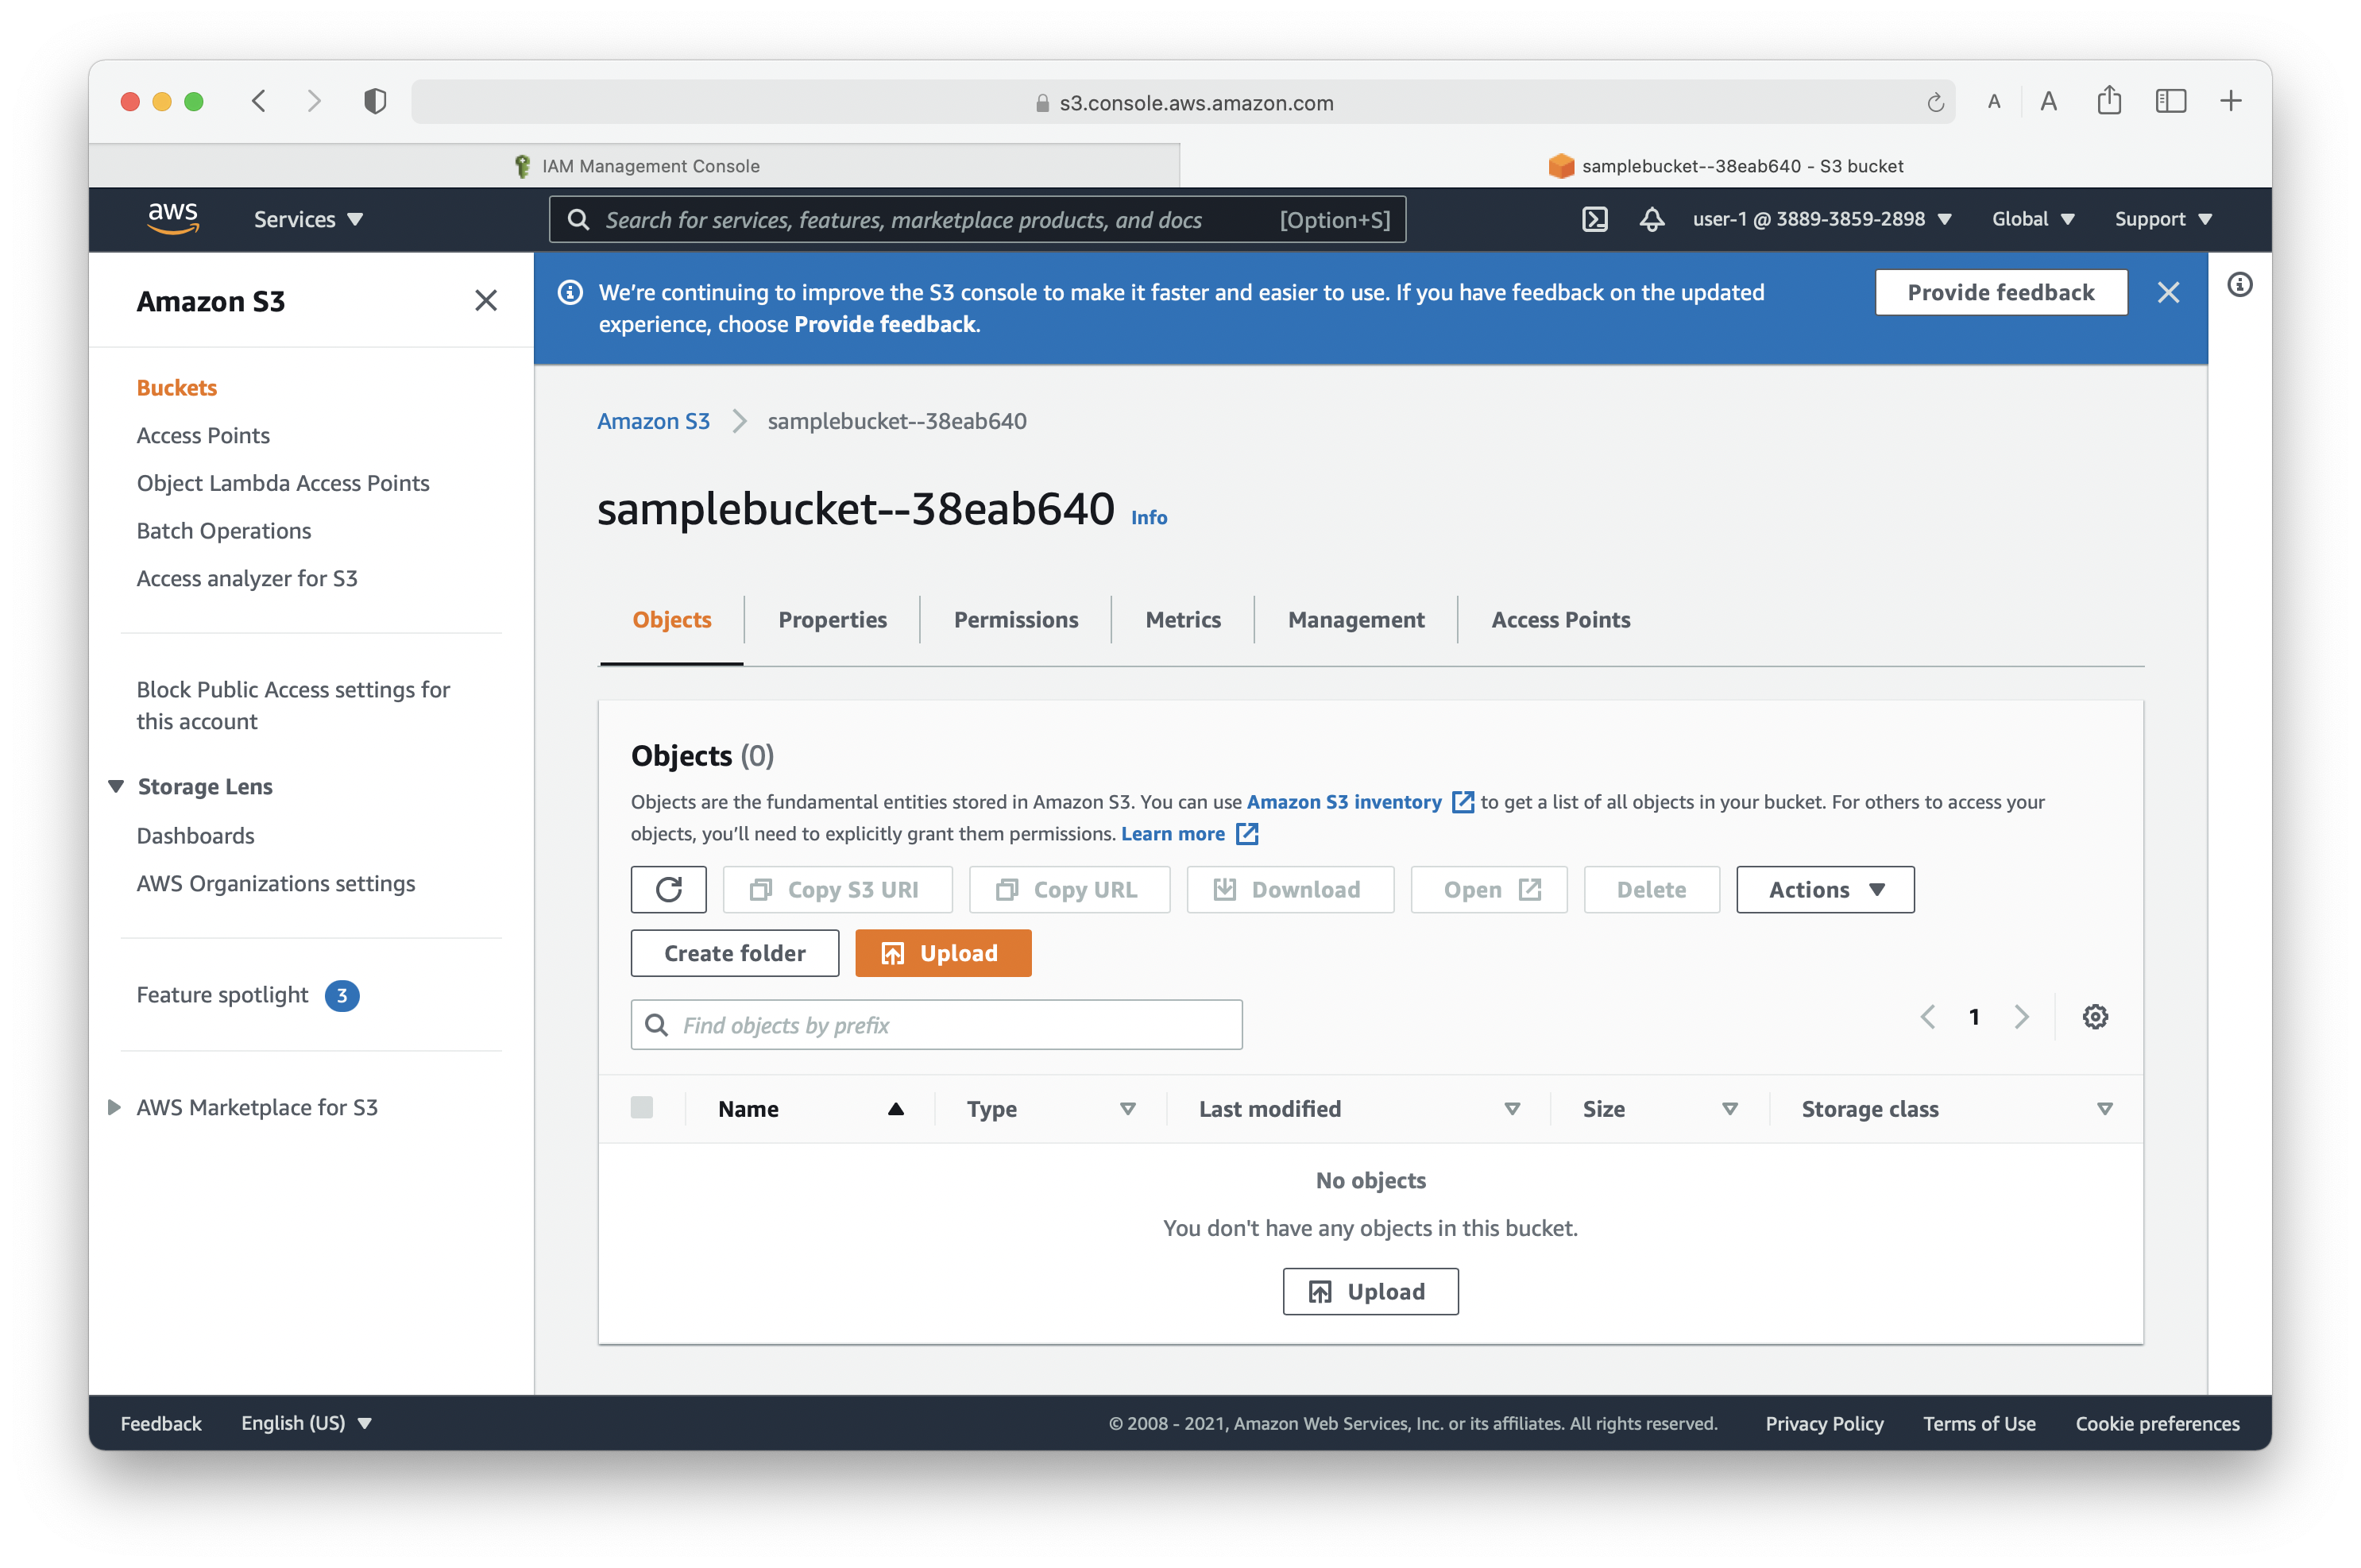 s3.console.aws.amazon.com
A
A
IAM Management Console
samplebucket--38eab640 - S3 bucket
aws
Services
Search for services, features, marketplace products, and docs
[Option+S]
user-1 @ 3889-3859-2898
Global
Support
Amazon S3
Buckets
Access Points
Object Lambda Access Points
Batch Operations
Access analyzer for S3
Block Public Access settings for
this account
Storage Lens
Dashboards
AWS Organizations settings
Feature spotlight 3
AWS Marketplace for S3
We’re continuing to improve the S3 console to make it faster and easier to use. If you have feedback on the updated
experience, choose Provide feedback.
Provide feedback
Amazon S3
samplebucket--38eab640
samplebucket--38eab640 Info
Objects
Properties
Permissions
Metrics
Management
Access Points
Objects (0)
Objects are the fundamental entities stored in Amazon S3. You can use Amazon S3 inventory to get a list of all objects in your bucket. For others to access your
objects, you’ll need to explicitly grant them permissions. Learn more
Copy S3 URI
Copy URL
Download
Open
Delete
Actions
Create folder
Upload
Find objects by prefix
1
Name
Type
Last modified
Size
Storage class
No objects
You don't have any objects in this bucket.
Upload
Feedback
English (US)
© 2008 - 2021, Amazon Web Services, Inc. or its affiliates. All rights reserved.
Privacy Policy
Terms of Use
Cookie preferences